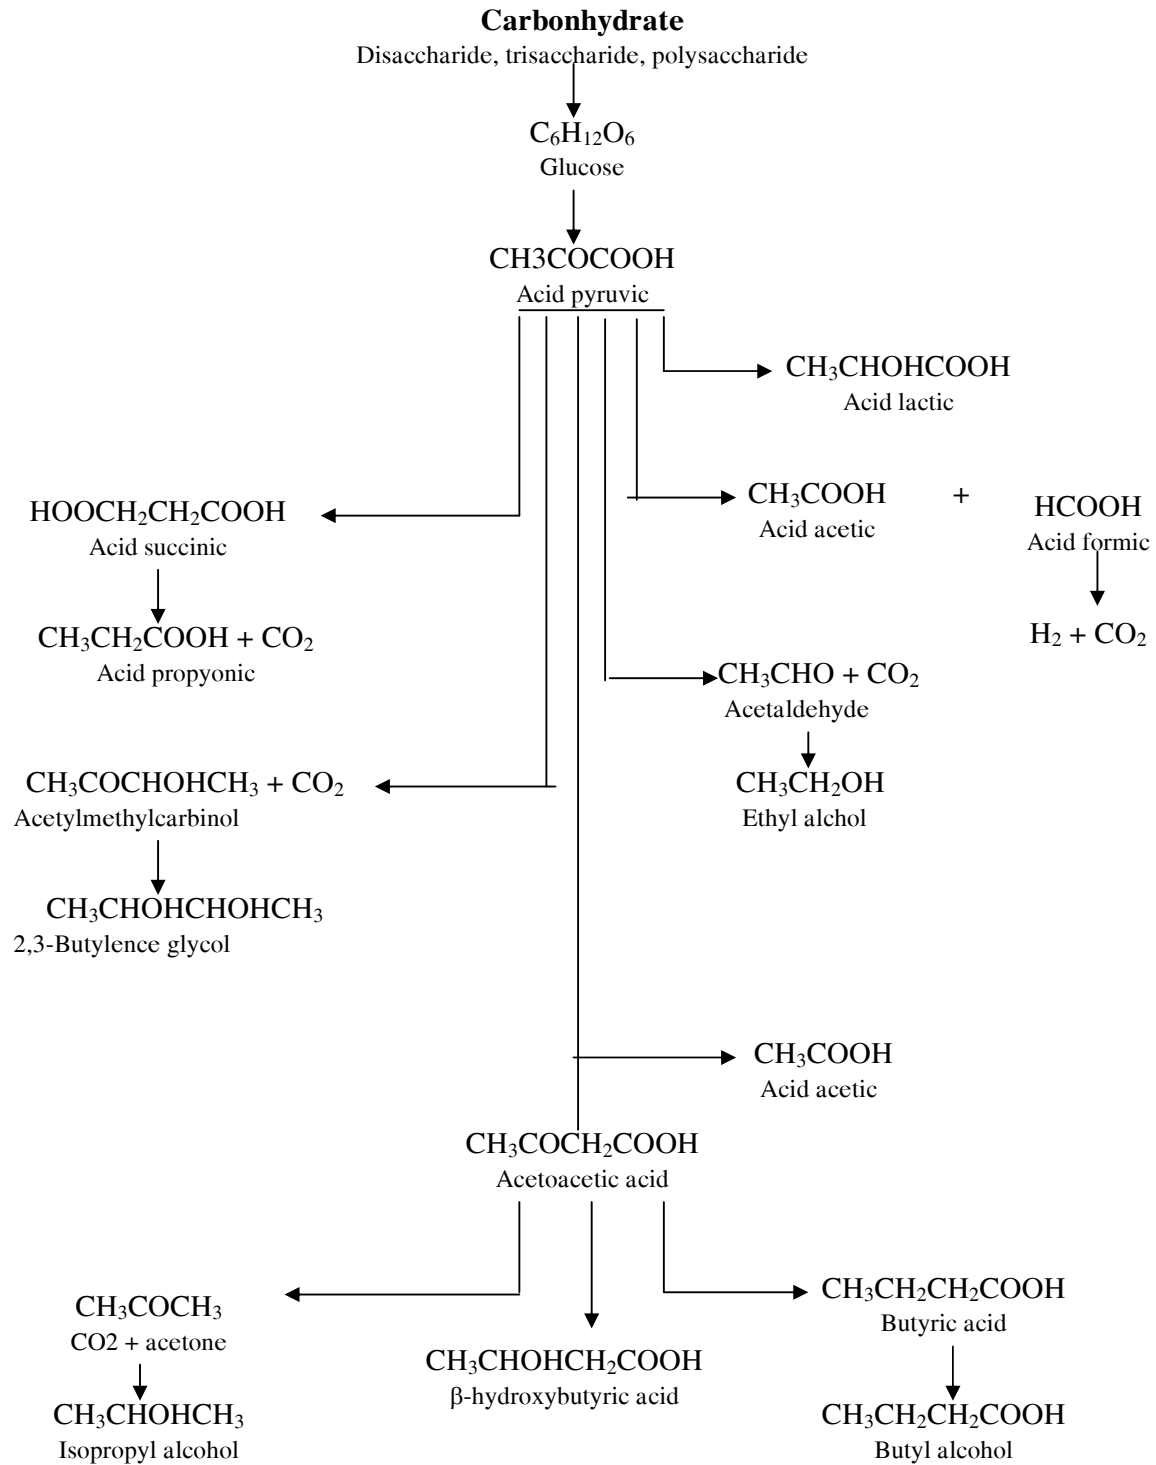 Carbonhydrate
Disaccharide, trisaccharide, polysaccharide
C₆H₁₂O₆
Glucose
CH3COCOOH
Acid pyruvic
CH₃CHOHCOOH
Acid lactic
CH₃COOH + HCOOH
Acid acetic Acid formic
HOOCH₂CH₂COOH
Acid succinic
CH₃CH₂COOH + CO₂
Acid propyonic
H₂ + CO₂
CH₃CHO + CO₂
Acetaldehyde
CH₃CH₂OH
Ethyl alchol
CH₃COCHOHCH₃ + CO₂
Acetylmethylcarbinol
CH₃CHOHCHOHCH₃
2,3-Butylence glycol
CH₃COOH
Acid acetic
CH₃COCH₂COOH
Acetoacetic acid
CH₃COCH₃
CO2 + acetone
CH₃CHOHCH₃
Isopropyl alcohol
CH₃CHOHCH₂COOH
β-hydroxybutyric acid
CH₃CH₂CH₂COOH
Butyric acid
CH₃CH₂CH₂COOH
Butyl alcohol